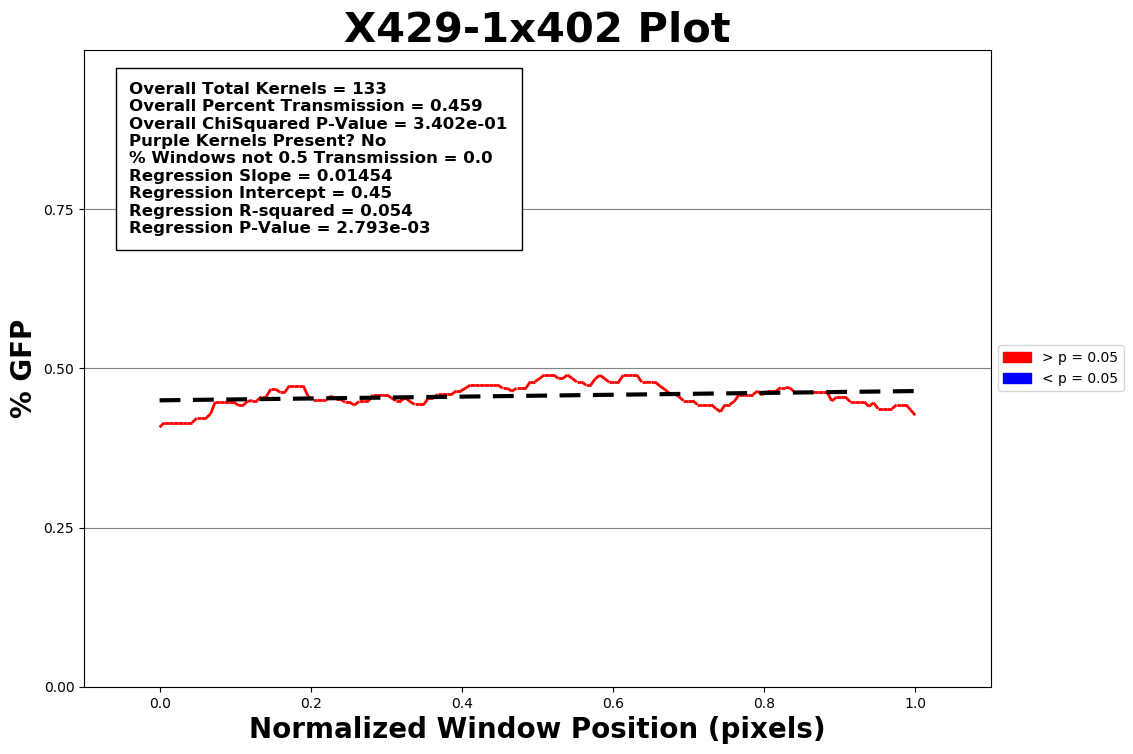 X429-1x402 Plot
Overall Total Kernels = 133
Overall Percent Transmission = 0.459
Overall ChiSquared P-Value = 3.402e-01
Purple Kernels Present? No
% Windows not 0.5 Transmission = 0.0
Regression Slope = 0.01454
Regression Intercept = 0.45
Regression R-squared = 0.054
Regression P-Value = 2.793e-03
% GFP
0.75
0.50
0.25
0.00
> p = 0.05
< p = 0.05
0.0 0.2 0.4 0.6 0.8 1.0
Normalized Window Position (pixels)